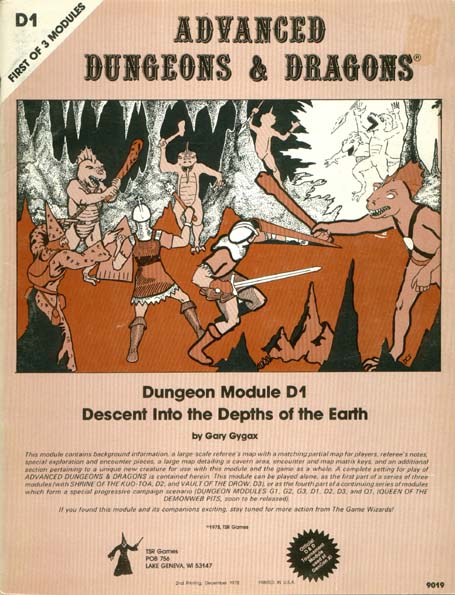 D1
FIRST OF 3 MODULES
ADVANCED
DUNGEONS & DRAGONS®
Dungeon Module D1
Descent Into the Depths of the Earth
by Gary Gygax
This module contains background information, a large-scale referee's map with a matching partial map for players, referee's notes,
special exploration and encounter pieces, a large map detailing a cavern area, encounter and map matrix keys, and an additional
section pertaining to a unique new creature for use with this module and the game as a whole. A complete setting for play of
ADVANCED DUNGEONS & DRAGONS is contained herein. This module can be played alone, as the first part of a series of three
modules (with SHRINE OF THE KUO-TOA, D2, and VAULT OF THE DROW, D3), or as the fourth part of a continuing series of modules
which form a special progressive campaign scenario (DUNGEON MODULES G1, G2, G3, D1, D2, D3, and Q1, (QUEEN OF THE
DEMONWEB PITS, soon to be released).
If you found this module and its companions exciting, stay tuned for more action from The Game Wizards!
©1978, TSR Games
TSR Games
POB 756
LAKE GENEVA, WI 53147
2nd Printing, December 1978
PRINTED IN U.S.A.
9019